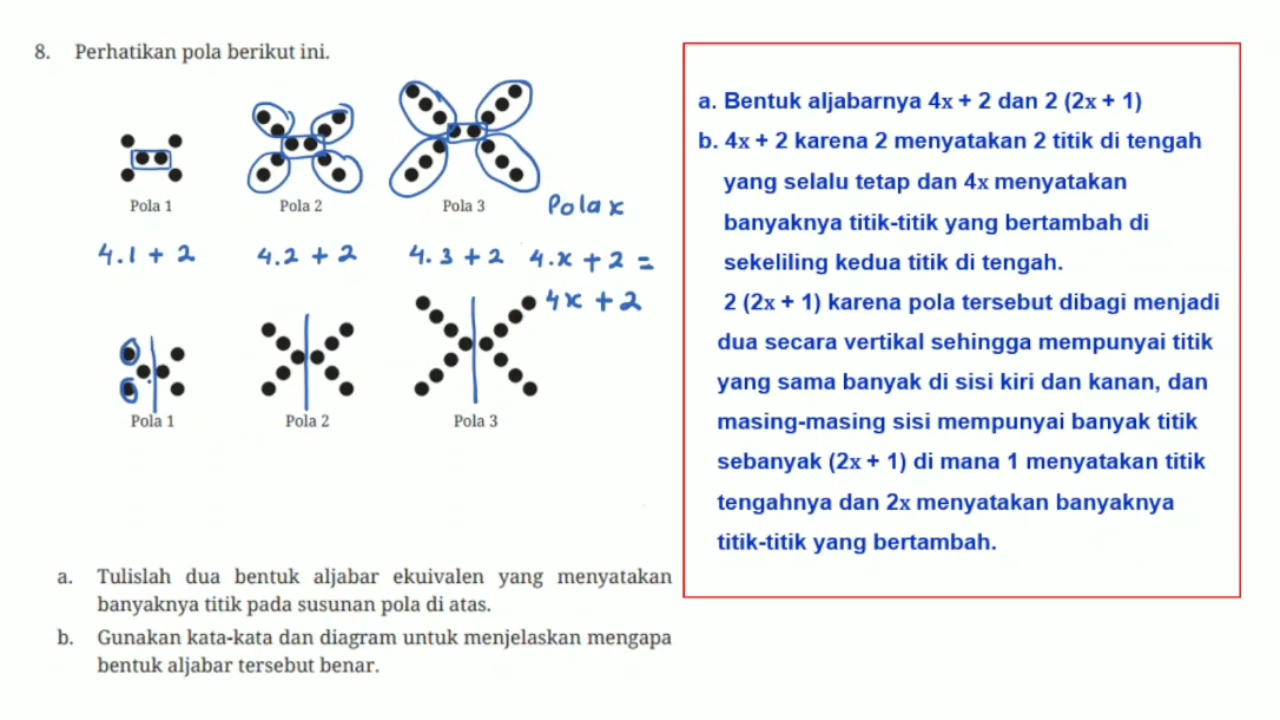 8. Perhatikan pola berikut ini.
Pola 1
Pola 2
Pola 3
Pola x
4.1 + 2
4.2 + 2
4.3 + 2
4.x + 2 =
4x + 2
Pola 1
Pola 2
Pola 3
a. Tulislah dua bentuk aljabar ekuivalen yang menyatakan
banyaknya titik pada susunan pola di atas.
b. Gunakan kata-kata dan diagram untuk menjelaskan mengapa
bentuk aljabar tersebut benar.
a. Bentuk aljabarnya 4x + 2 dan 2 (2x + 1)
b. 4x + 2 karena 2 menyatakan 2 titik di tengah
yang selalu tetap dan 4x menyatakan
banyaknya titik-titik yang bertambah di
sekeliling kedua titik di tengah.
2 (2x + 1) karena pola tersebut dibagi menjadi
dua secara vertikal sehingga mempunyai titik
yang sama banyak di sisi kiri dan kanan, dan
masing-masing sisi mempunyai banyak titik
sebanyak (2x + 1) di mana 1 menyatakan titik
tengahnya dan 2x menyatakan banyaknya
titik-titik yang bertambah.